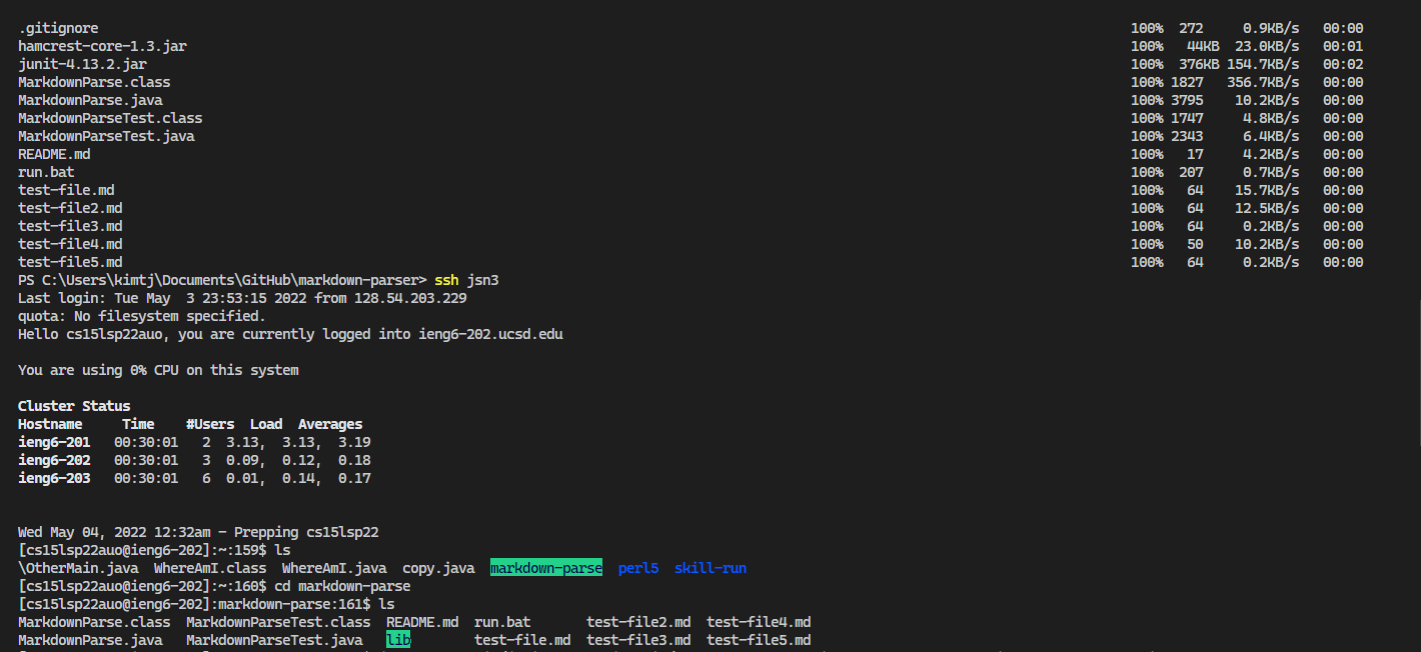 .gitignore 100% 272 0.9KB/s 00:00
hamcrest-core-1.3.jar 100% 44KB 23.0KB/s 00:01
junit-4.13.2.jar 100% 376KB 154.7KB/s 00:02
MarkdownParse.class 100% 1827 356.7KB/s 00:00
MarkdownParse.java 100% 3795 10.2KB/s 00:00
MarkdownParseTest.class 100% 1747 4.8KB/s 00:00
MarkdownParseTest.java 100% 2343 6.4KB/s 00:00
README.md 100% 17 4.2KB/s 00:00
run.bat 100% 207 0.7KB/s 00:00
test-file.md 100% 64 15.7KB/s 00:00
test-file2.md 100% 64 12.5KB/s 00:00
test-file3.md 100% 64 0.2KB/s 00:00
test-file4.md 100% 50 10.2KB/s 00:00
test-file5.md 100% 64 0.2KB/s 00:00
PS C:\Users\kimtj\Documents\GitHub\markdown-parser> ssh jsn3
Last login: Tue May  3 23:53:15 2022 from 128.54.203.229
quota: No filesystem specified.
Hello cs15lsp22auo, you are currently logged into ieng6-202.ucsd.edu
You are using 0% CPU on this system
Cluster Status
Hostname Time #Users Load Averages
ieng6-201 00:30:01 2 3.13, 3.13, 3.19
ieng6-202 00:30:01 3 0.09, 0.12, 0.18
ieng6-203 00:30:01 6 0.01, 0.14, 0.17
Wed May 04, 2022 12:32am - Prepping cs15lsp22
[cs15lsp22auo@ieng6-202]:~:159$ ls
\OtherMain.java WhereAmI.class WhereAmI.java copy.java markdown-parse perl5 skill-run
[cs15lsp22auo@ieng6-202]:~:160$ cd markdown-parse
[cs15lsp22auo@ieng6-202]:markdown-parse:161$ ls
MarkdownParse.class MarkdownParseTest.class README.md run.bat test-file2.md test-file4.md
MarkdownParse.java MarkdownParseTest.java lib test-file.md test-file3.md test-file5.md